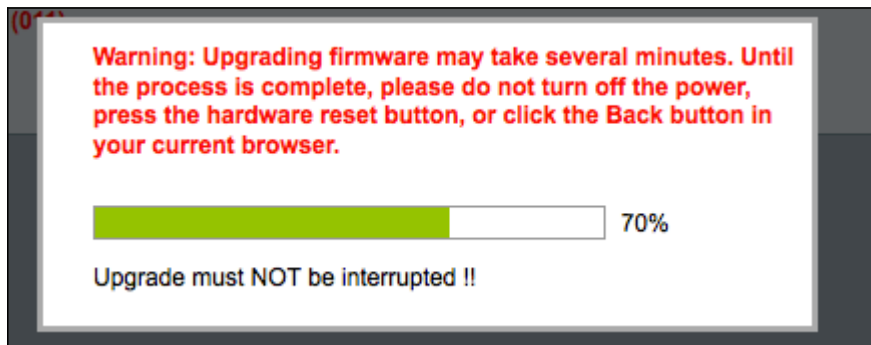 (011)
Warning: Upgrading firmware may take several minutes. Until
the process is complete, please do not turn off the power,
press the hardware reset button, or click the Back button in
your current browser.
70%
Upgrade must NOT be interrupted !!